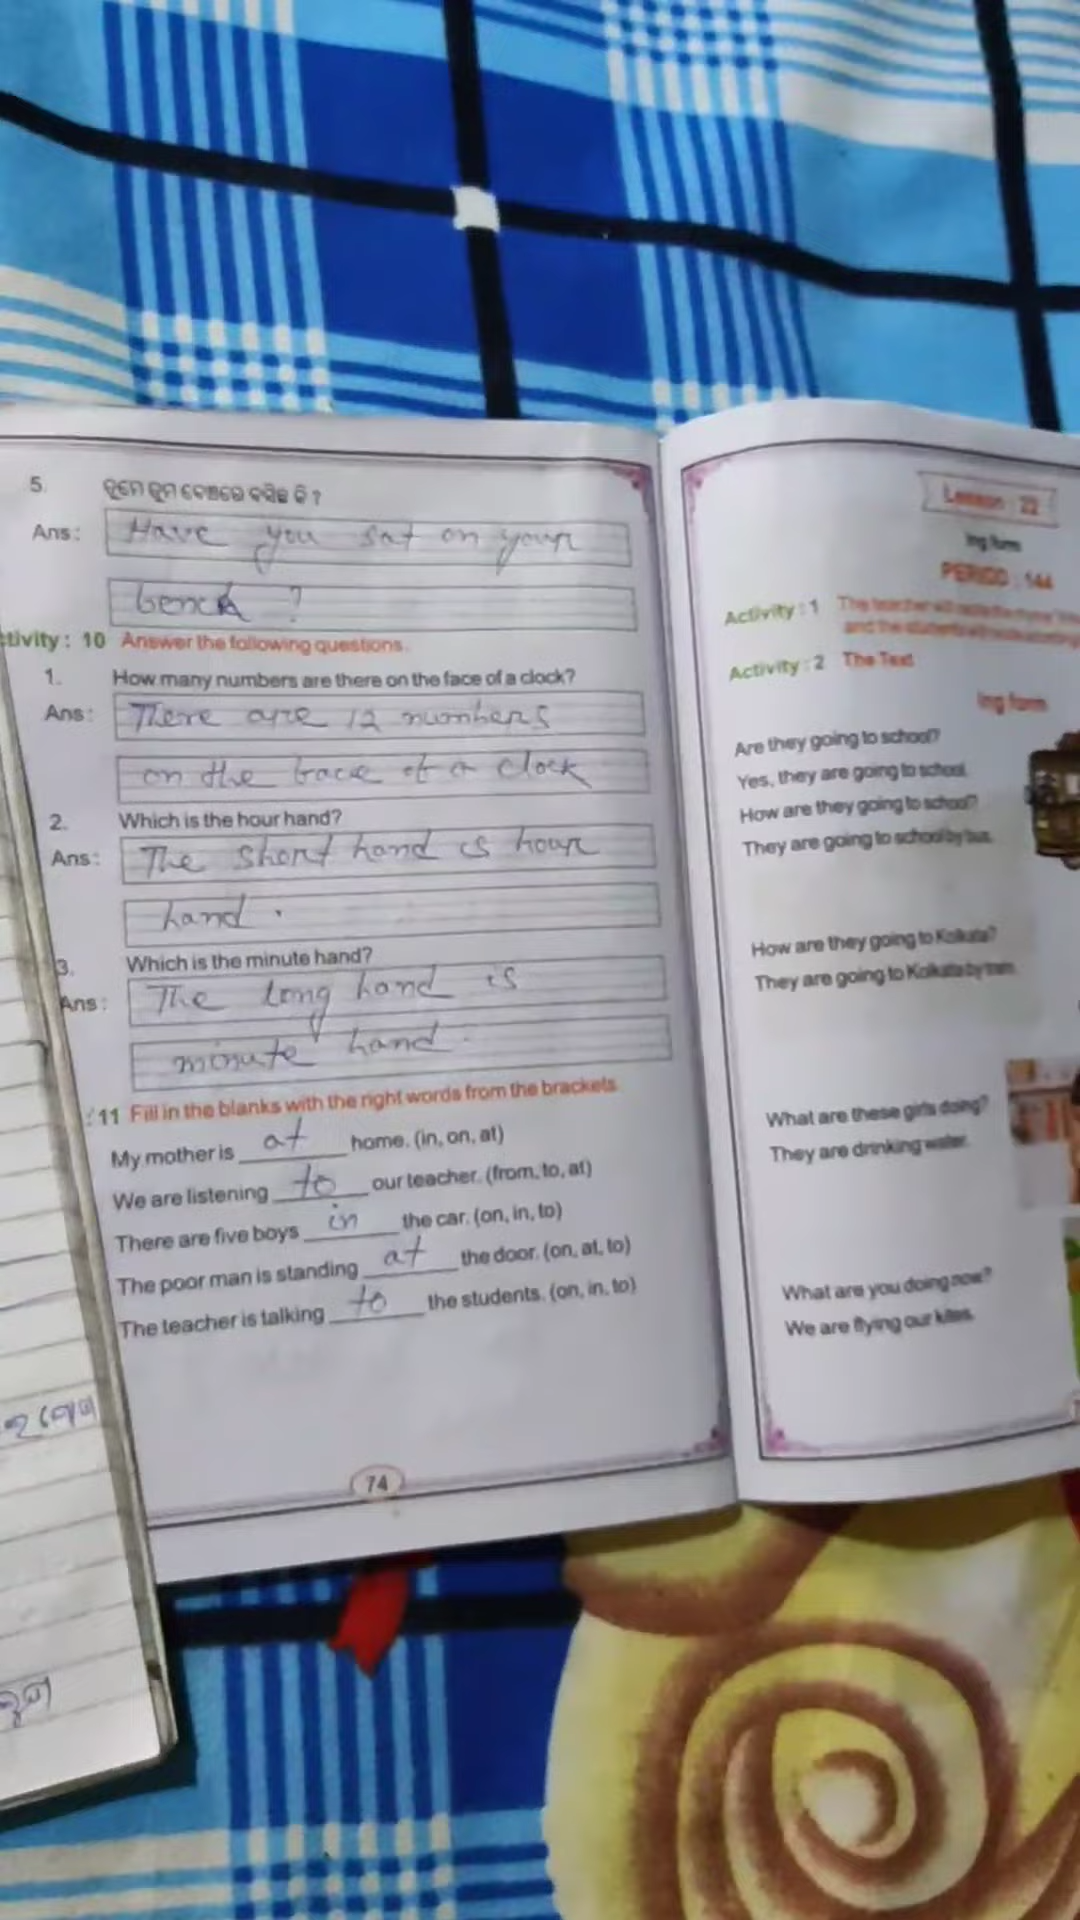 5. ତୁମେ ତୁମ ବେଞ୍ଚରେ ବସିଛ କି ?
Ans: Have you sat on your
bench ?
ctivity: 10 Answer the following questions.
1. How many numbers are there on the face of a clock?
Ans: There are 12 numbers
on the face of a clock
2. Which is the hour hand?
Ans: The short hand is hour
hand.
3. Which is the minute hand?
Ans: The long hand is
minute hand.
: 11 Fill in the blanks with the right words from the brackets.
My mother is at home. (in, on, at)
We are listening to our teacher. (from, to, at)
There are five boys in the car. (on, in, to)
The poor man is standing at the door. (on, at, to)
The teacher is talking to the students. (on, in, to)
74
Lesson : 22
Ing form
PERIOD : 144
Activity : 1 The teacher will
and the students
Activity : 2 The Text
Ing form
Are they going to school?
Yes, they are going to school.
How are they going to school?
They are going to school by bus.
How are they going to Kolkata?
They are going to Kolkata by train.
What are these girls doing?
They are drinking water.
What are you doing now?
We are flying our kites.